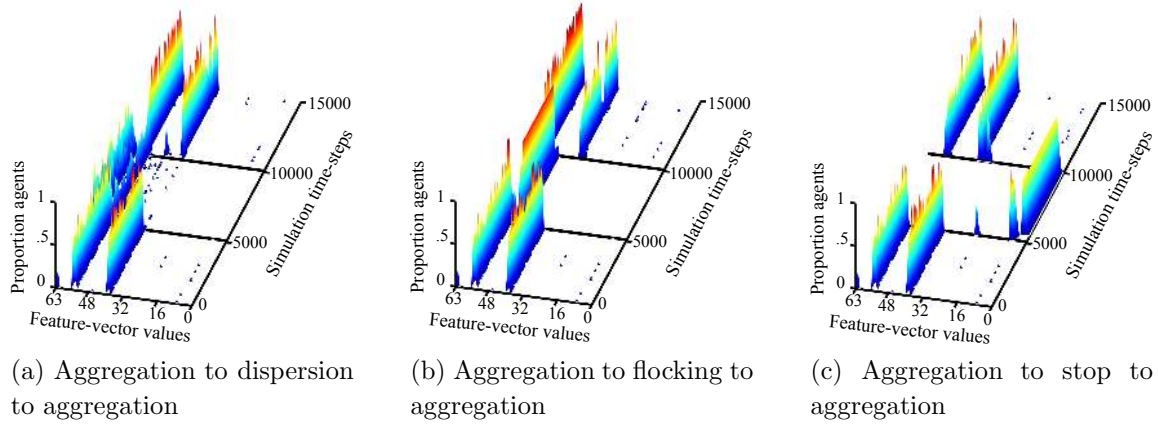 1
.5
0
Proportion agents
63
48
32
16
0
Feature-vector values
0
5000
10000
15000
Simulation time-steps
(a) Aggregation to dispersion
to aggregation
1
.5
0
Proportion agents
63
48
32
16
0
Feature-vector values
0
5000
10000
15000
Simulation time-steps
(b) Aggregation to flocking to
aggregation
1
.5
0
Proportion agents
63
48
32
16
0
Feature-vector values
0
5000
10000
15000
Simulation time-steps
(c) Aggregation to stop to
aggregation